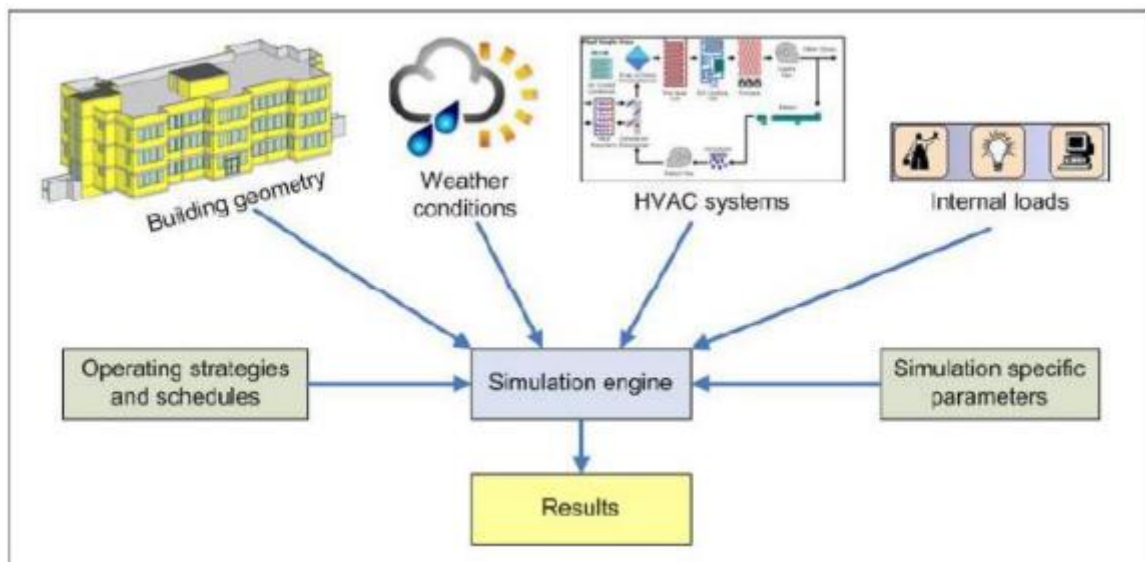 Building geometry
Weather
conditions
HVAC systems
Internal loads
Operating strategies
and schedules
Simulation engine
Simulation specific
parameters
Results